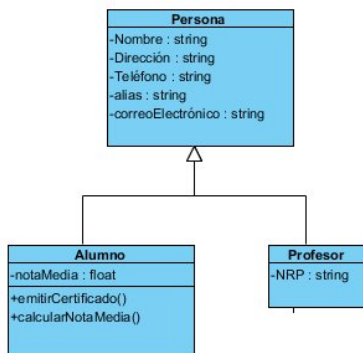 Persona
-Nombre : string
-Dirección : string
-Teléfono : string
-alias : string
-correoElectrónico : string
Alumno
-notaMedia : float
+emitirCertificado()
+calcularNotaMedia()
Profesor
-NRP : string